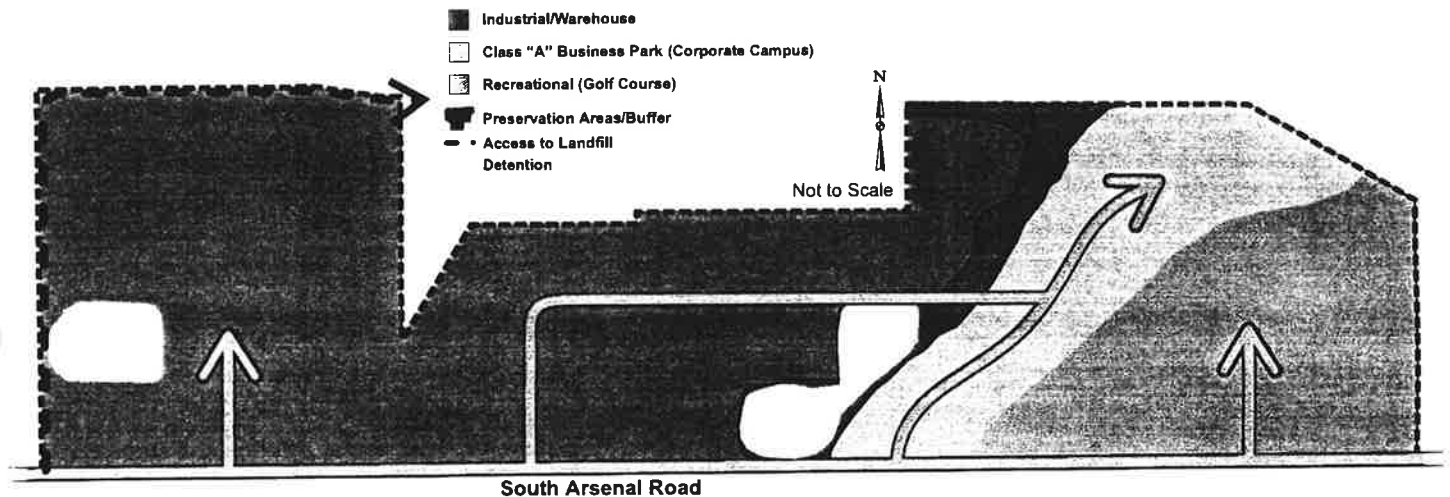 Industrial/Warehouse
Class "A" Business Park (Corporate Campus)
Recreational (Golf Course)
Preservation Areas/Buffer
Access to Landfill
Detention
N
Not to Scale
South Arsenal Road